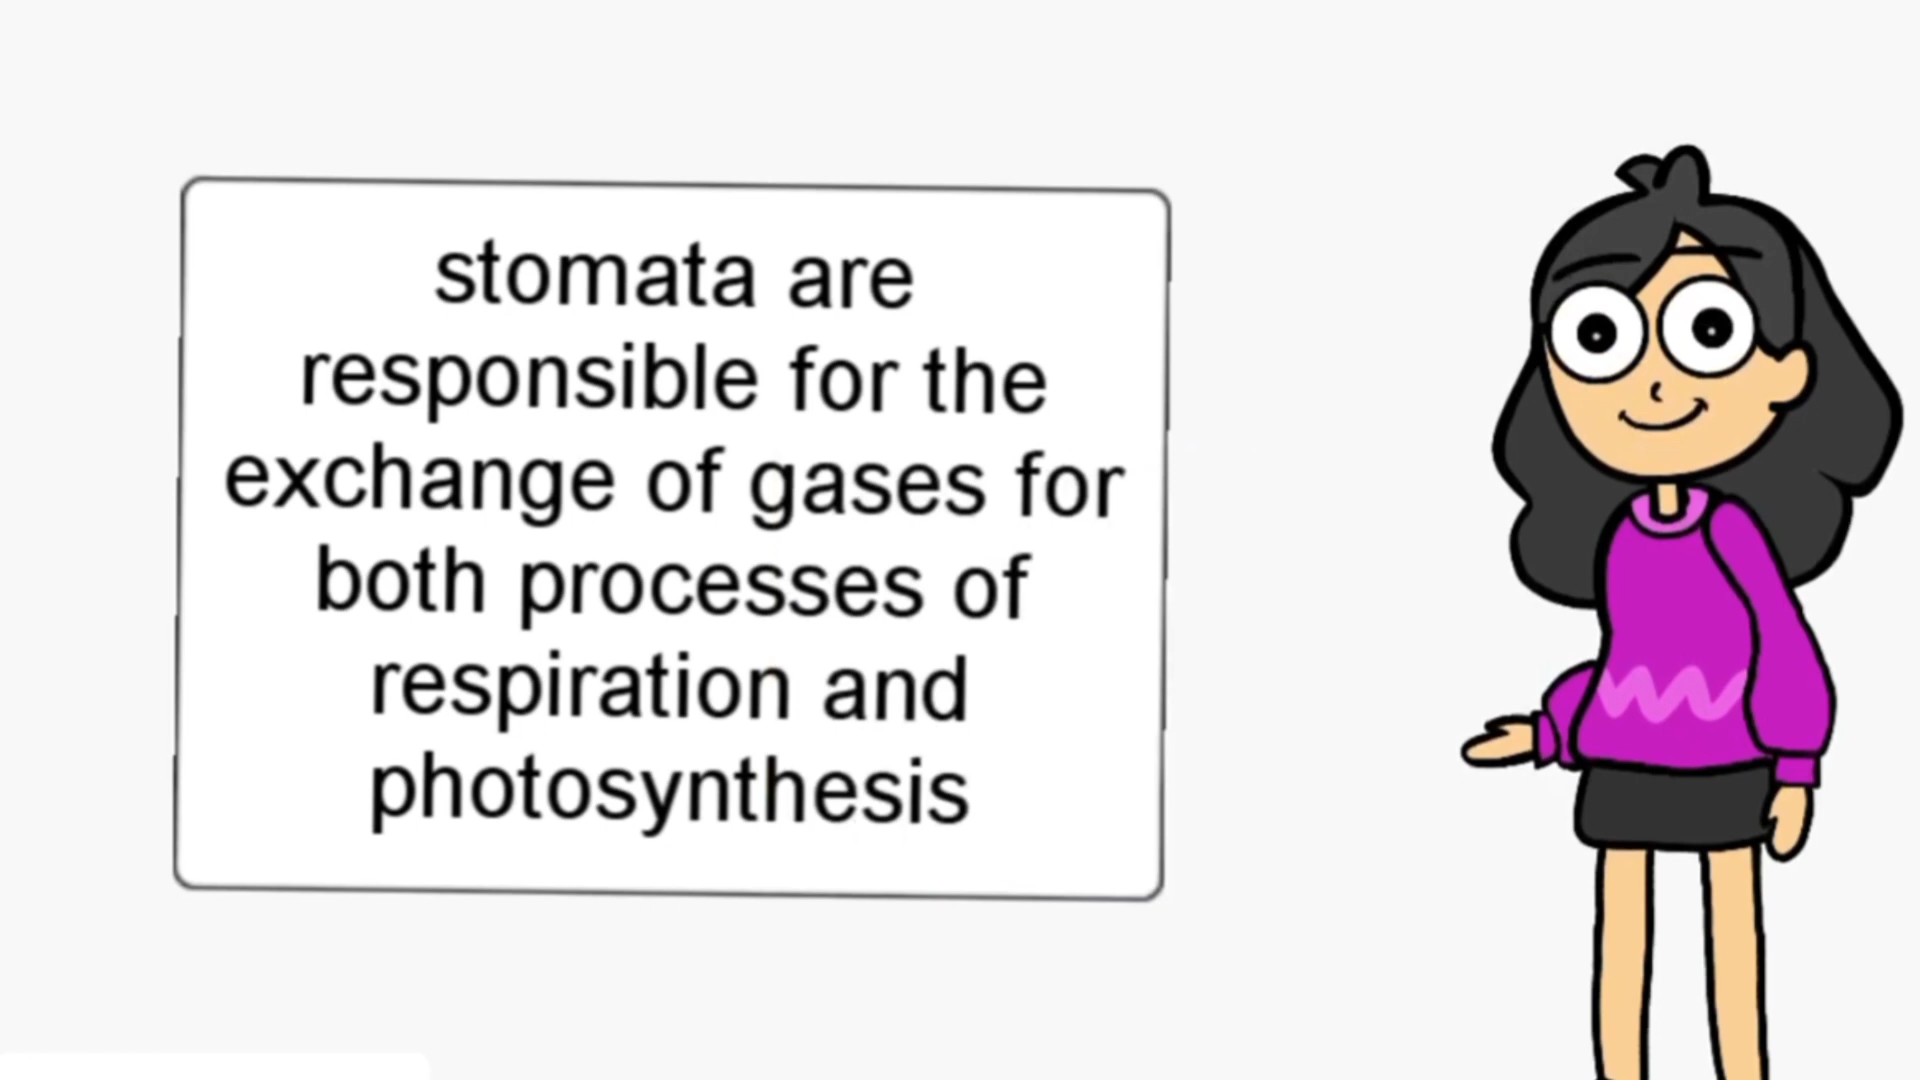 stomata are
responsible for the
exchange of gases for
both processes of
respiration and
photosynthesis